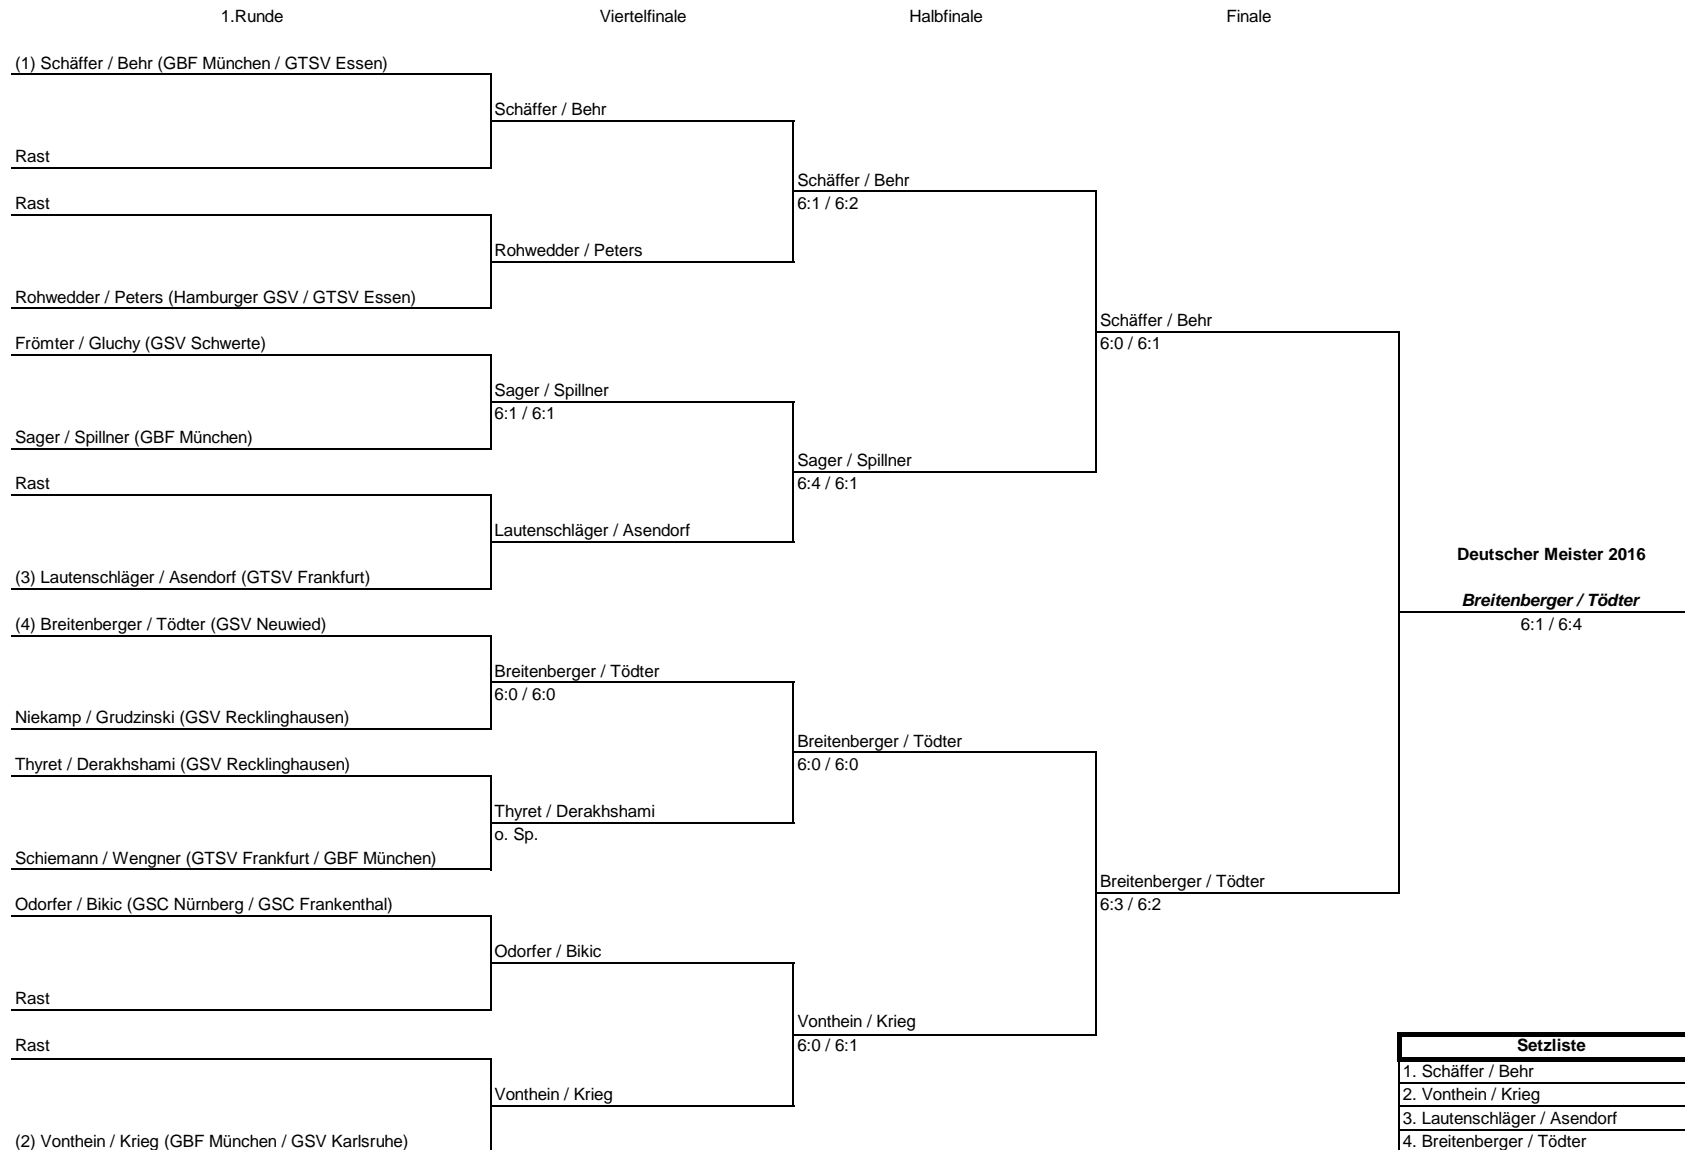 1.Runde
Viertelfinale
Halbfinale
Finale
(1) Schäffer / Behr (GBF München / GTSV Essen)
Schäffer / Behr
Rast
Schäffer / Behr
6:1 / 6:2
Rast
Rohwedder / Peters
Rohwedder / Peters (Hamburger GSV / GTSV Essen)
Schäffer / Behr
6:0 / 6:1
Frömter / Gluchy (GSV Schwerte)
Sager / Spillner
6:1 / 6:1
Sager / Spillner (GBF München)
Sager / Spillner
6:4 / 6:1
Rast
Lautenschläger / Asendorf
(3) Lautenschläger / Asendorf (GTSV Frankfurt)
Deutscher Meister 2016
Breitenberger / Tödter
6:1 / 6:4
(4) Breitenberger / Tödter (GSV Neuwied)
Breitenberger / Tödter
6:0 / 6:0
Niekamp / Grudzinski (GSV Recklinghausen)
Breitenberger / Tödter
6:0 / 6:0
Thyret / Derakhshami (GSV Recklinghausen)
Thyret / Derakhshami
o. Sp.
Schiemann / Wengner (GTSV Frankfurt / GBF München)
Breitenberger / Tödter
6:3 / 6:2
Odorfer / Bikic (GSC Nürnberg / GSC Frankenthal)
Odorfer / Bikic
Rast
Vonthein / Krieg
6:0 / 6:1
Rast
Vonthein / Krieg
(2) Vonthein / Krieg (GBF München / GSV Karlsruhe)
Setzliste
1. Schäffer / Behr
2. Vonthein / Krieg
3. Lautenschläger / Asendorf
4. Breitenberger / Tödter